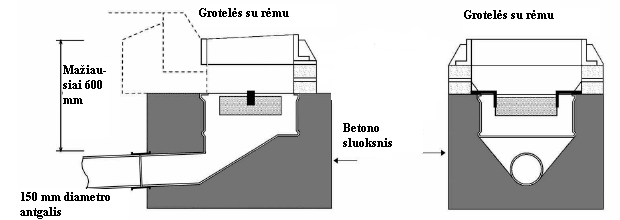 Grotelės su rėmu
Grotelės su rėmu
Mažiau-
siai 600
mm
Betono
sluoksnis
150 mm diametro
antgalis